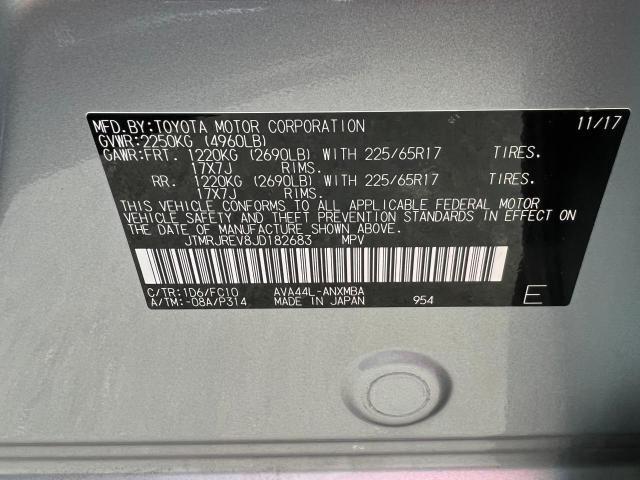 MFD.BY:TOYOTA MOTOR CORPORATION 11/17
GVWR:2250KG (4960LB)
GAWR:FRT. 1220KG (2690LB) WITH 225/65R17 TIRES.
17X7J RIMS.
RR. 1220KG (2690LB) WITH 225/65R17 TIRES.
17X7J RIMS.
THIS VEHICLE CONFORMS TO ALL APPLICABLE FEDERAL MOTOR
VEHICLE SAFETY AND THEFT PREVENTION STANDARDS IN EFFECT ON
THE DATE OF MANUFACTURE SHOWN ABOVE.
JTMRJREV8JD182683 MPV
C/TR:1D6/FC10 AVA44L-ANXMBA
A/TM:-08A/P314 MADE IN JAPAN 954 E